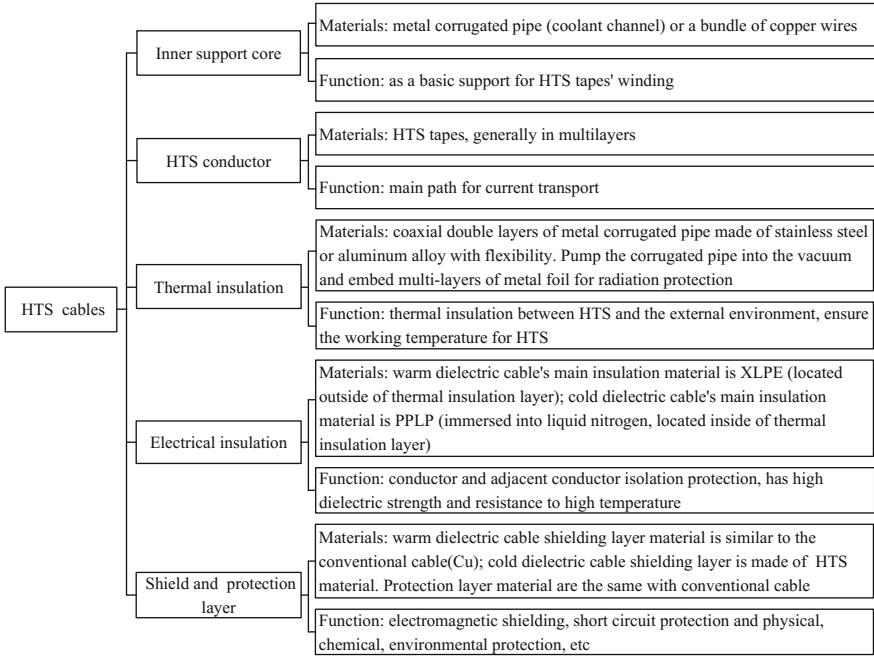 HTS cables
Inner support core
Materials: metal corrugated pipe (coolant channel) or a bundle of copper wires
Function: as a basic support for HTS tapes' winding
HTS conductor
Materials: HTS tapes, generally in multilayers
Function: main path for current transport
Thermal insulation
Materials: coaxial double layers of metal corrugated pipe made of stainless steel
or aluminum alloy with flexibility. Pump the corrugated pipe into the vacuum
and embed multi-layers of metal foil for radiation protection
Function: thermal insulation between HTS and the external environment, ensure
the working temperature for HTS
Electrical insulation
Materials: warm dielectric cable's main insulation material is XLPE (located
outside of thermal insulation layer); cold dielectric cable's main insulation
material is PPLP (immersed into liquid nitrogen, located inside of thermal
insulation layer)
Function: conductor and adjacent conductor isolation protection, has high
dielectric strength and resistance to high temperature
Shield and protection
layer
Materials: warm dielectric cable shielding layer material is similar to the
conventional cable(Cu); cold dielectric cable shielding layer is made of HTS
material. Protection layer material are the same with conventional cable
Function: electromagnetic shielding, short circuit protection and physical,
chemical, environmental protection, etc